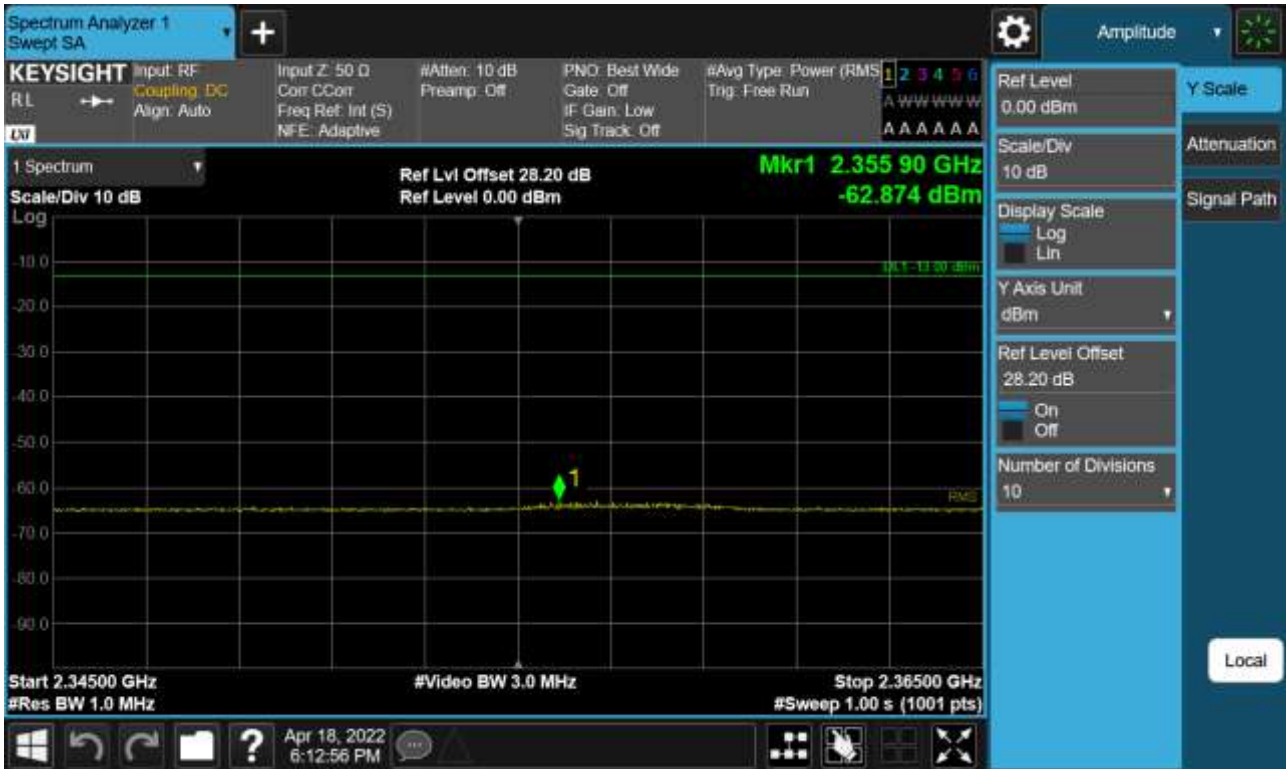 Spectrum Analyzer 1
Swept SA
+
Amplitude
KEYSIGHT
RL
LXI
Input: RF
Coupling: DC
Align: Auto
Input Z: 50 Ω
Corr CCorr
Freq Ref: Int (S)
NFE: Adaptive
#Atten: 10 dB
Preamp: Off
PNO: Best Wide
Gate: Off
IF Gain: Low
Sig Track: Off
#Avg Type: Power (RMS
Trig: Free Run
1 2 3 4 5 6
A W W W W W
A A A A A A
1 Spectrum
Scale/Div 10 dB
Log
Ref Lvl Offset 28.20 dB
Ref Level 0.00 dBm
Mkr1 2.355 90 GHz
-62.874 dBm
-10.0
DL1 -13.00 dBm
-20.0
-30.0
-40.0
-50.0
1
-60.0
RMS
-70.0
-80.0
-90.0
Start 2.34500 GHz
#Res BW 1.0 MHz
#Video BW 3.0 MHz
Stop 2.36500 GHz
#Sweep 1.00 s (1001 pts)
Ref Level
0.00 dBm
Scale/Div
10 dB
Display Scale
Log
Lin
Y Axis Unit
dBm
Ref Level Offset
28.20 dB
On
Off
Number of Divisions
10
Y Scale
Attenuation
Signal Path
Local
?
Apr 18, 2022
6:12:56 PM